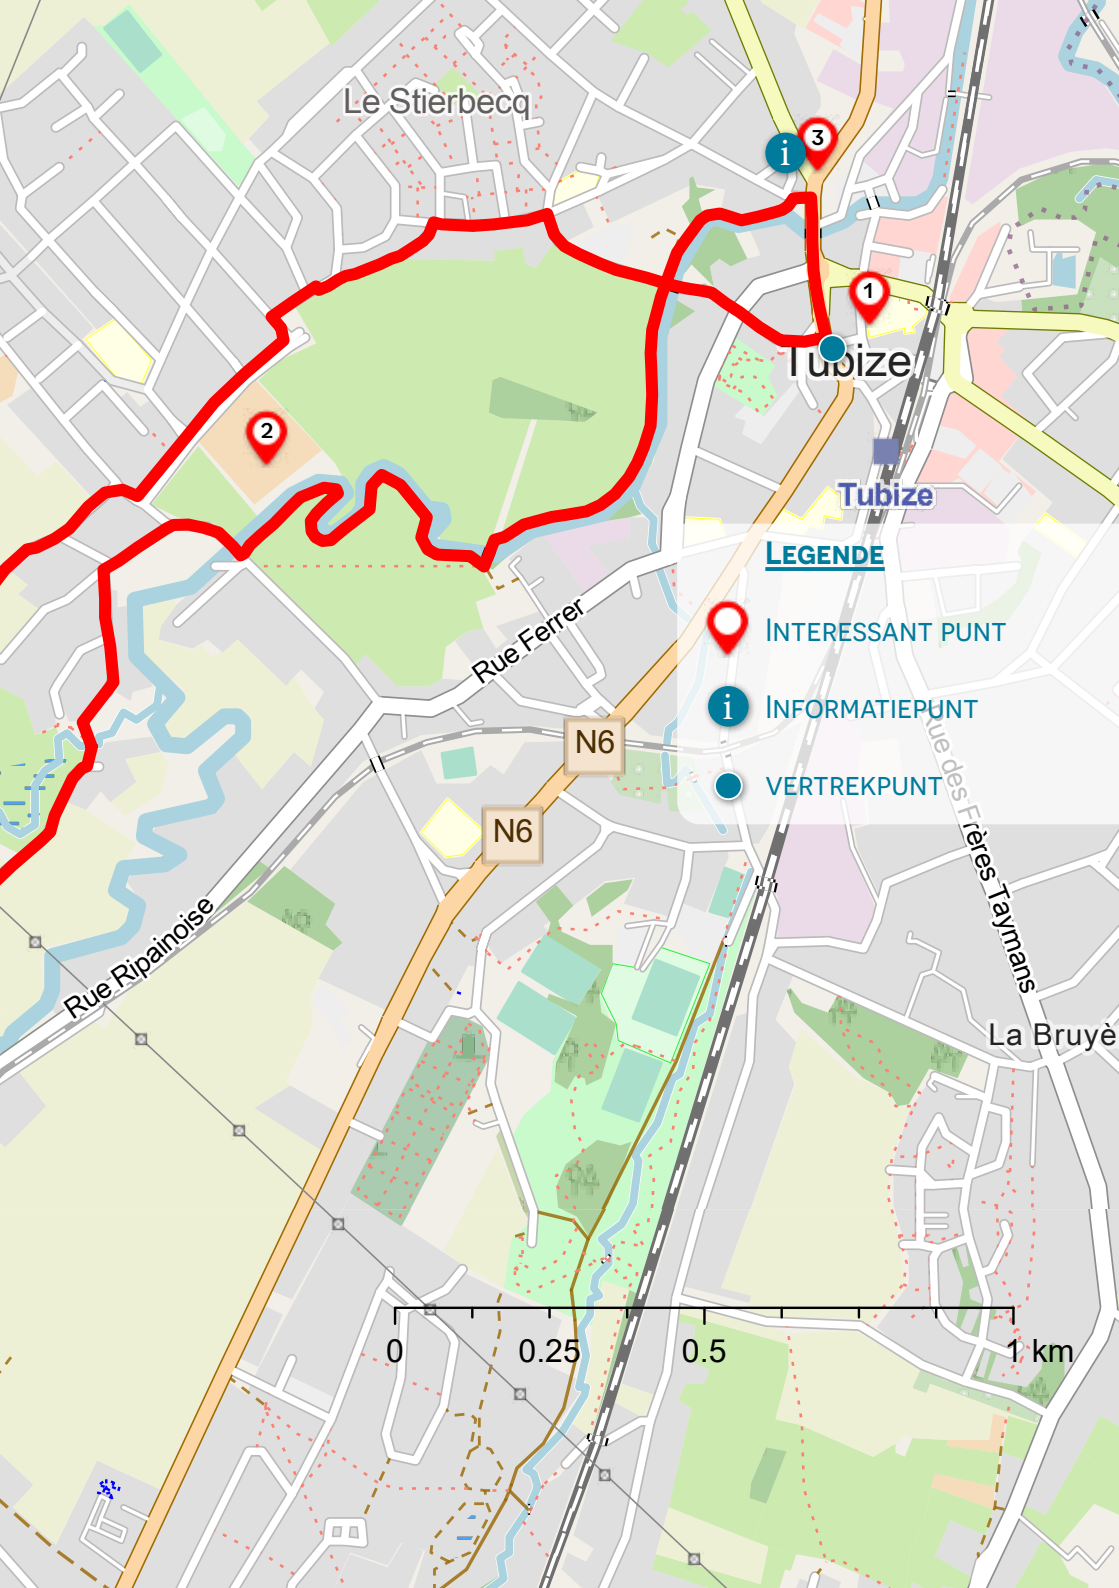 Le Stierbecq
i
3
1
Tubize
2
Tubize
LEGENDE
INTERESSANT PUNT
i
INFORMATIEPUNT
VERTREKPUNT
Rue Ferrer
N6
N6
Rue des Frères Taymans
Rue Ripainoise
La Bruyè
0
0.25
0.5
1 km